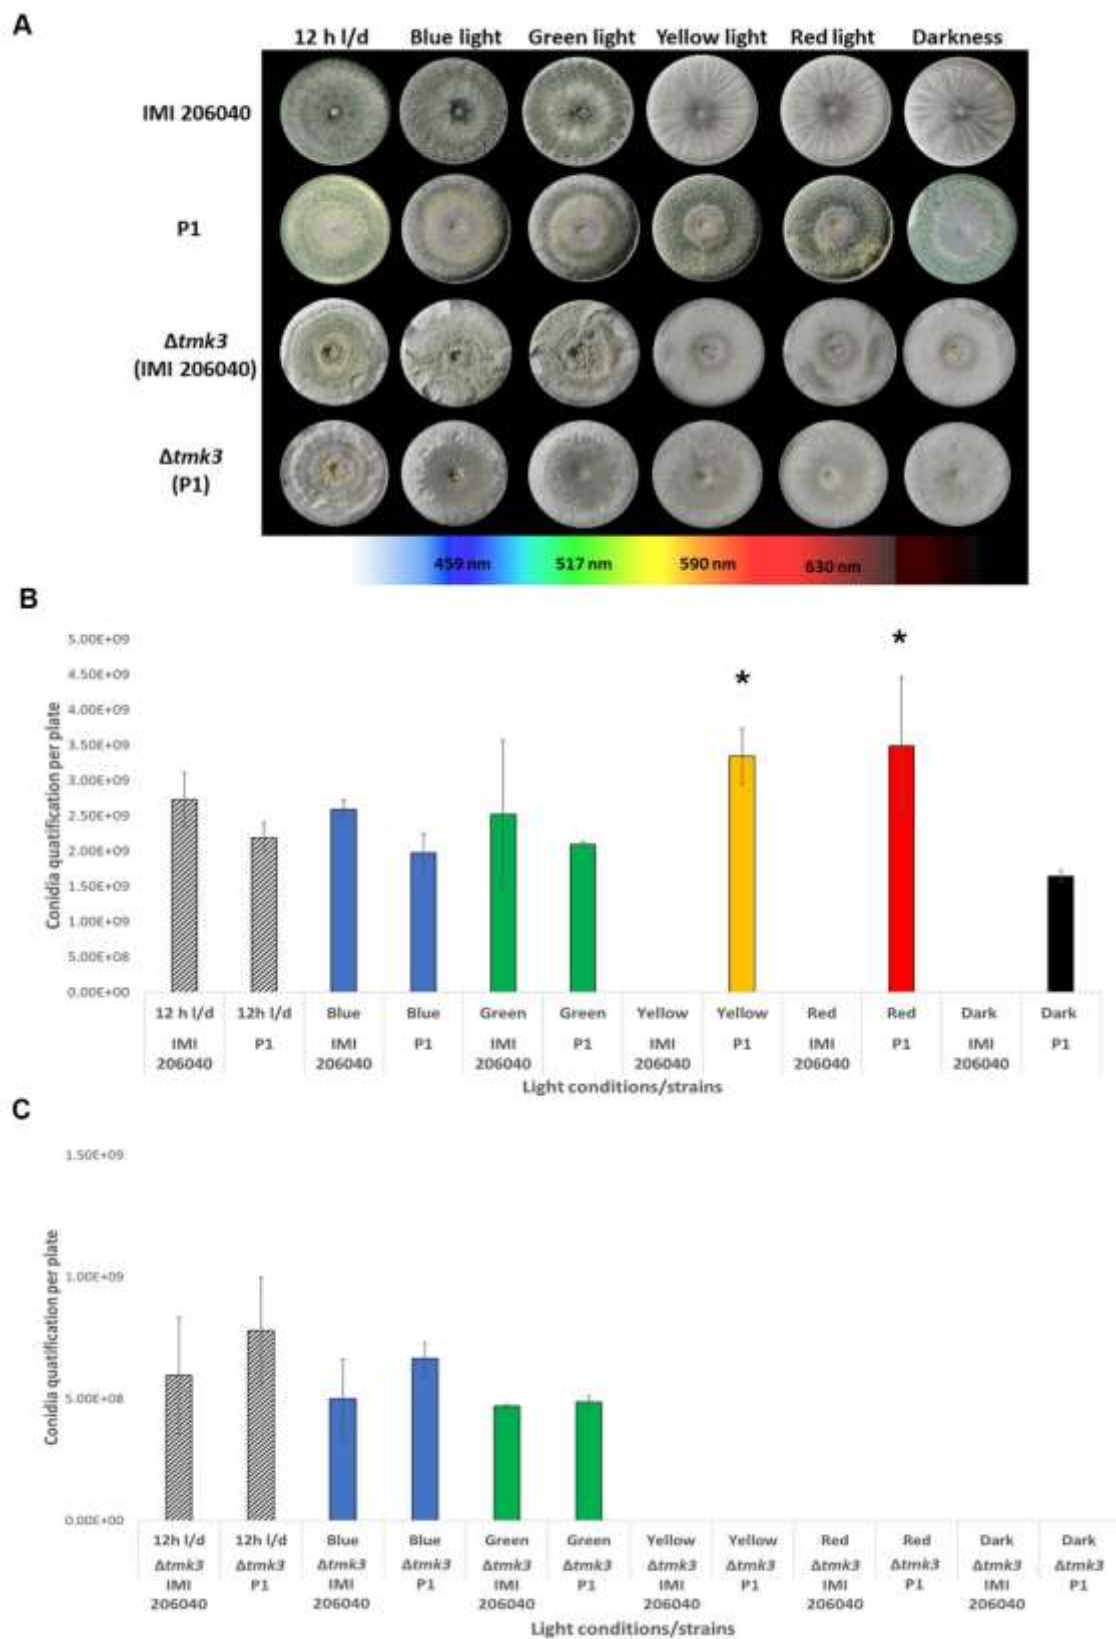 A
12 h l/d Blue light Green light Yellow light Red light Darkness
IMI 206040
P1
Δtmk3
(IMI 206040)
Δtmk3
(P1)
459 nm 517 nm 590 nm 630 nm
B
Conidia quatification per plate
5.00E+09
4.50E+09
4.00E+09
3.50E+09
3.00E+09
2.50E+09
2.00E+09
1.50E+09
1.00E+09
5.00E+08
0.00E+00
* *
12 h l/d 12h l/d Blue Blue Green Green Yellow Yellow Red Red Dark Dark
IMI P1 IMI P1 IMI P1 IMI P1 IMI P1 IMI P1
206040 206040 206040 206040 206040 206040
Light conditions/strains
C
Conidia quatification per plate
1.50E+09
1.00E+09
5.00E+08
0.00E+00
12h l/d 12h l/d Blue Blue Green Green Yellow Yellow Red Red Dark Dark
Δtmk3 Δtmk3 Δtmk3 Δtmk3 Δtmk3 Δtmk3 Δtmk3 Δtmk3 Δtmk3 Δtmk3 Δtmk3 Δtmk3
IMI P1 IMI P1 IMI P1 IMI P1 IMI P1 IMI P1
206040 206040 206040 206040 206040 206040
Light conditions/strains